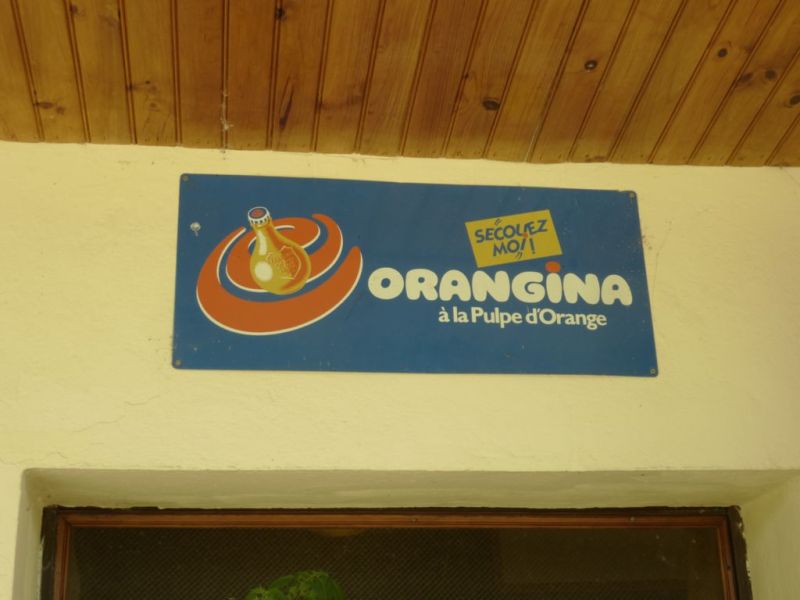 SECOUEZ
MOI!
ORANGINA
à la Pulpe d'Orange